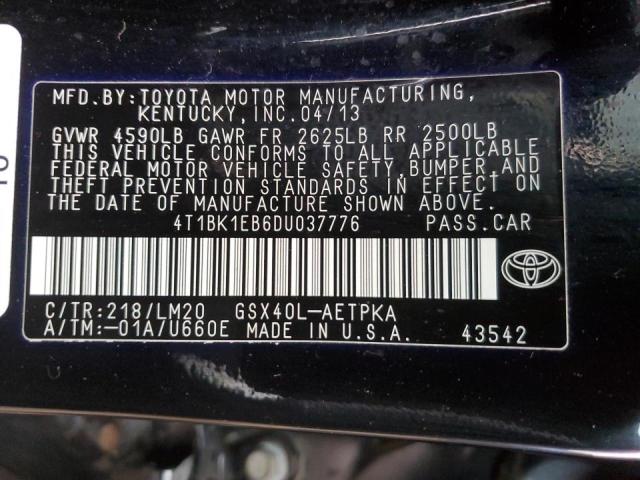 MFD.BY:TOYOTA MOTOR MANUFACTURING,
KENTUCKY,INC.04/13
GVWR 4590LB GAWR FR 2625LB RR 2500LB
THIS VEHICLE CONFORMS TO ALL APPLICABLE
FEDERAL MOTOR VEHICLE SAFETY,BUMPER,AND
THEFT PREVENTION STANDARDS IN EFFECT ON
THE DATE OF MANUFACTURE SHOWN ABOVE.
4T1BK1EB6DU037776 PASS.CAR
C/TR:218/LM20 GSX40L-AETPKA
A/TM:-01A/U660E MADE IN U.S.A. 43542